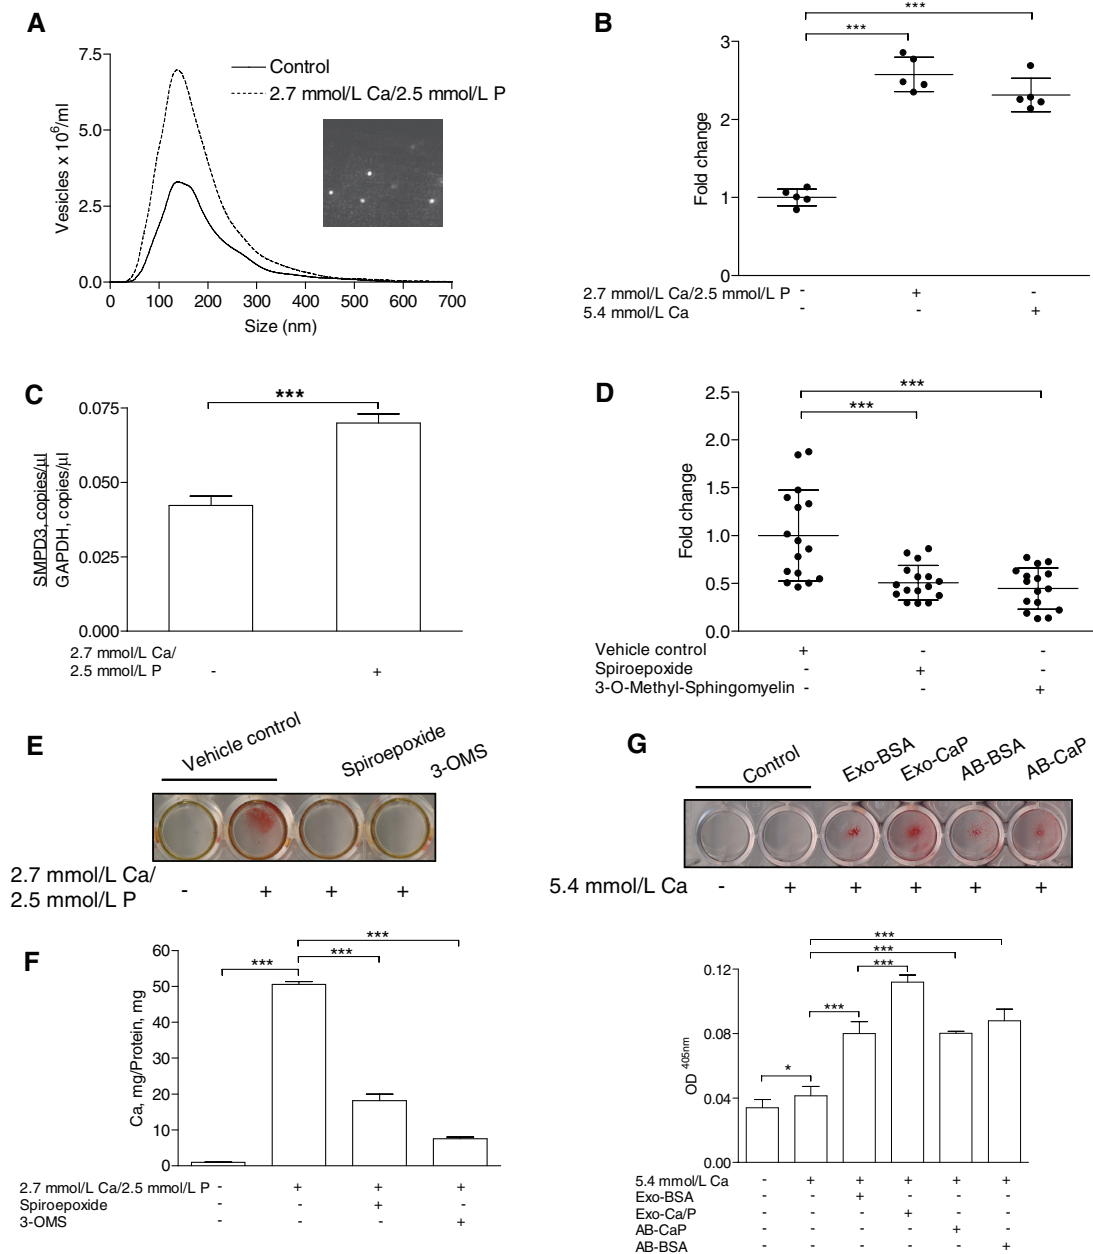 A
7.5
5.0
2.5
0.0
Vesicles x 10⁶/ml
Control
2.7 mmol/L Ca/2.5 mmol/L P
0 100 200 300 400 500 600 700
Size (nm)
B
*** 
***
3
2
1
0
Fold change
2.7 mmol/L Ca/2.5 mmol/L P - + -
5.4 mmol/L Ca - - +
C
***
0.075
0.050
0.025
0.000
SMPD3, copies/µl
GAPDH, copies/µl
2.7 mmol/L Ca/
2.5 mmol/L P - +
D
***
***
2.5
2.0
1.5
1.0
0.5
0.0
Fold change
Vehicle control + - -
Spiroepoxide - + -
3-O-Methyl-Sphingomyelin - - +
E
Vehicle control
Spiroepoxide
3-OMS
2.7 mmol/L Ca/
2.5 mmol/L P - + + +
F
***
*** ***
60
50
40
30
20
10
0
Ca, mg/Protein, mg
2.7 mmol/L Ca/2.5 mmol/L P - + + +
Spiroepoxide - - + -
3-OMS - - - +
G
Control
Exo-BSA
Exo-CaP
AB-BSA
AB-CaP
5.4 mmol/L Ca - + + + + +
***
***
***
***
*
0.12
0.08
0.04
0.00
OD 405nm
5.4 mmol/L Ca - + + + + +
Exo-BSA - - + - - -
Exo-Ca/P - - - + - -
AB-CaP - - - - + -
AB-BSA - - - - - +